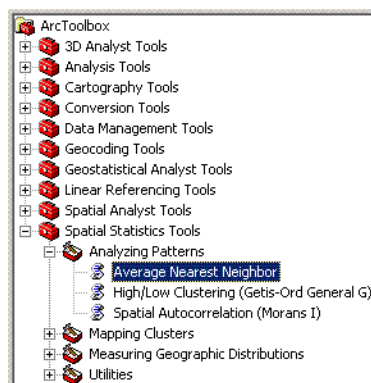 ArcToolbox
3D Analyst Tools
Analysis Tools
Cartography Tools
Conversion Tools
Data Management Tools
Geocoding Tools
Geostatistical Analyst Tools
Linear Referencing Tools
Spatial Analyst Tools
Spatial Statistics Tools
Analyzing Patterns
Average Nearest Neighbor
High/Low Clustering (Getis-Ord General G)
Spatial Autocorrelation (Morans I)
Mapping Clusters
Measuring Geographic Distributions
Utilities